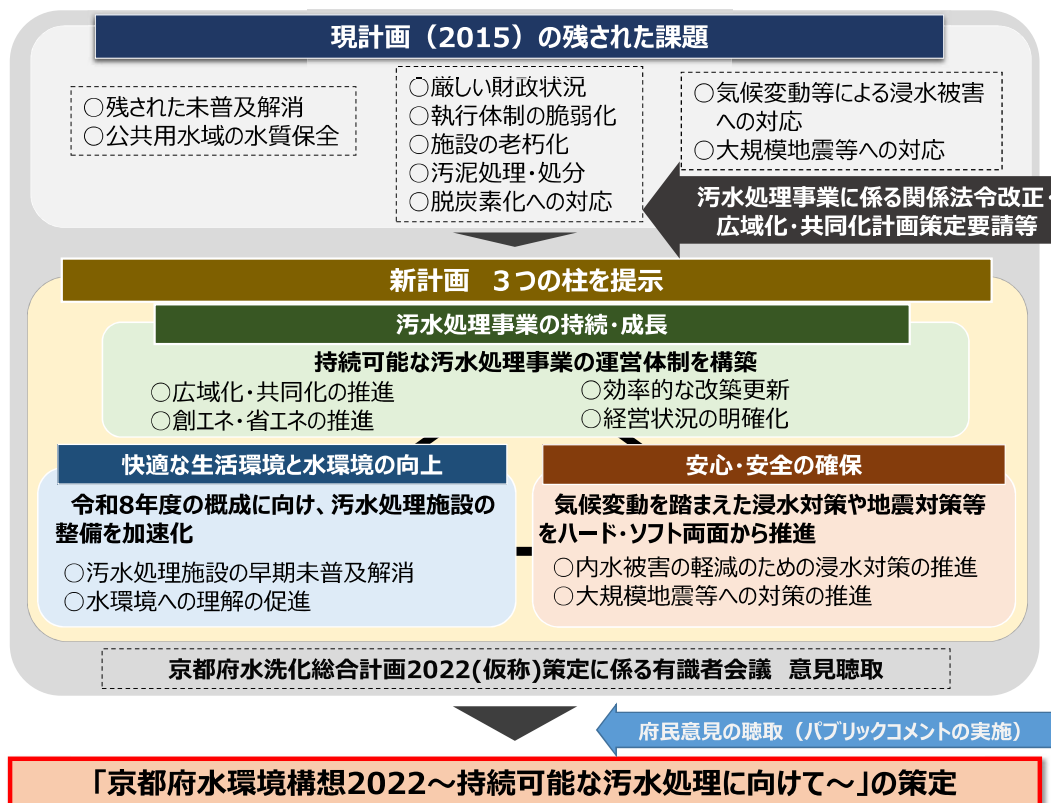 現計画（2015）の残された課題
○残された未普及解消
○公共用水域の水質保全
○厳しい財政状況
○執行体制の脆弱化
○施設の老朽化
○汚泥処理・処分
○脱炭素化への対応
○気候変動等による浸水被害
への対応
○大規模地震等への対応
汚水処理事業に係る関係法令改正・
広域化・共同化計画策定要請等
新計画　３つの柱を提示
汚水処理事業の持続・成長
持続可能な汚水処理事業の運営体制を構築
○広域化・共同化の推進
○創エネ・省エネの推進
○効率的な改築更新
○経営状況の明確化
快適な生活環境と水環境の向上
令和8年度の概成に向け、汚水処理施設の
整備を加速化
○汚水処理施設の早期未普及解消
○水環境への理解の促進
安心・安全の確保
気候変動を踏まえた浸水対策や地震対策等
をハード・ソフト両面から推進
○内水被害の軽減のための浸水対策の推進
○大規模地震等への対策の推進
京都府水洗化総合計画2022(仮称)策定に係る有識者会議　意見聴取
府民意見の聴取（パブリックコメントの実施）
「京都府水環境構想2022～持続可能な汚水処理に向けて～」の策定